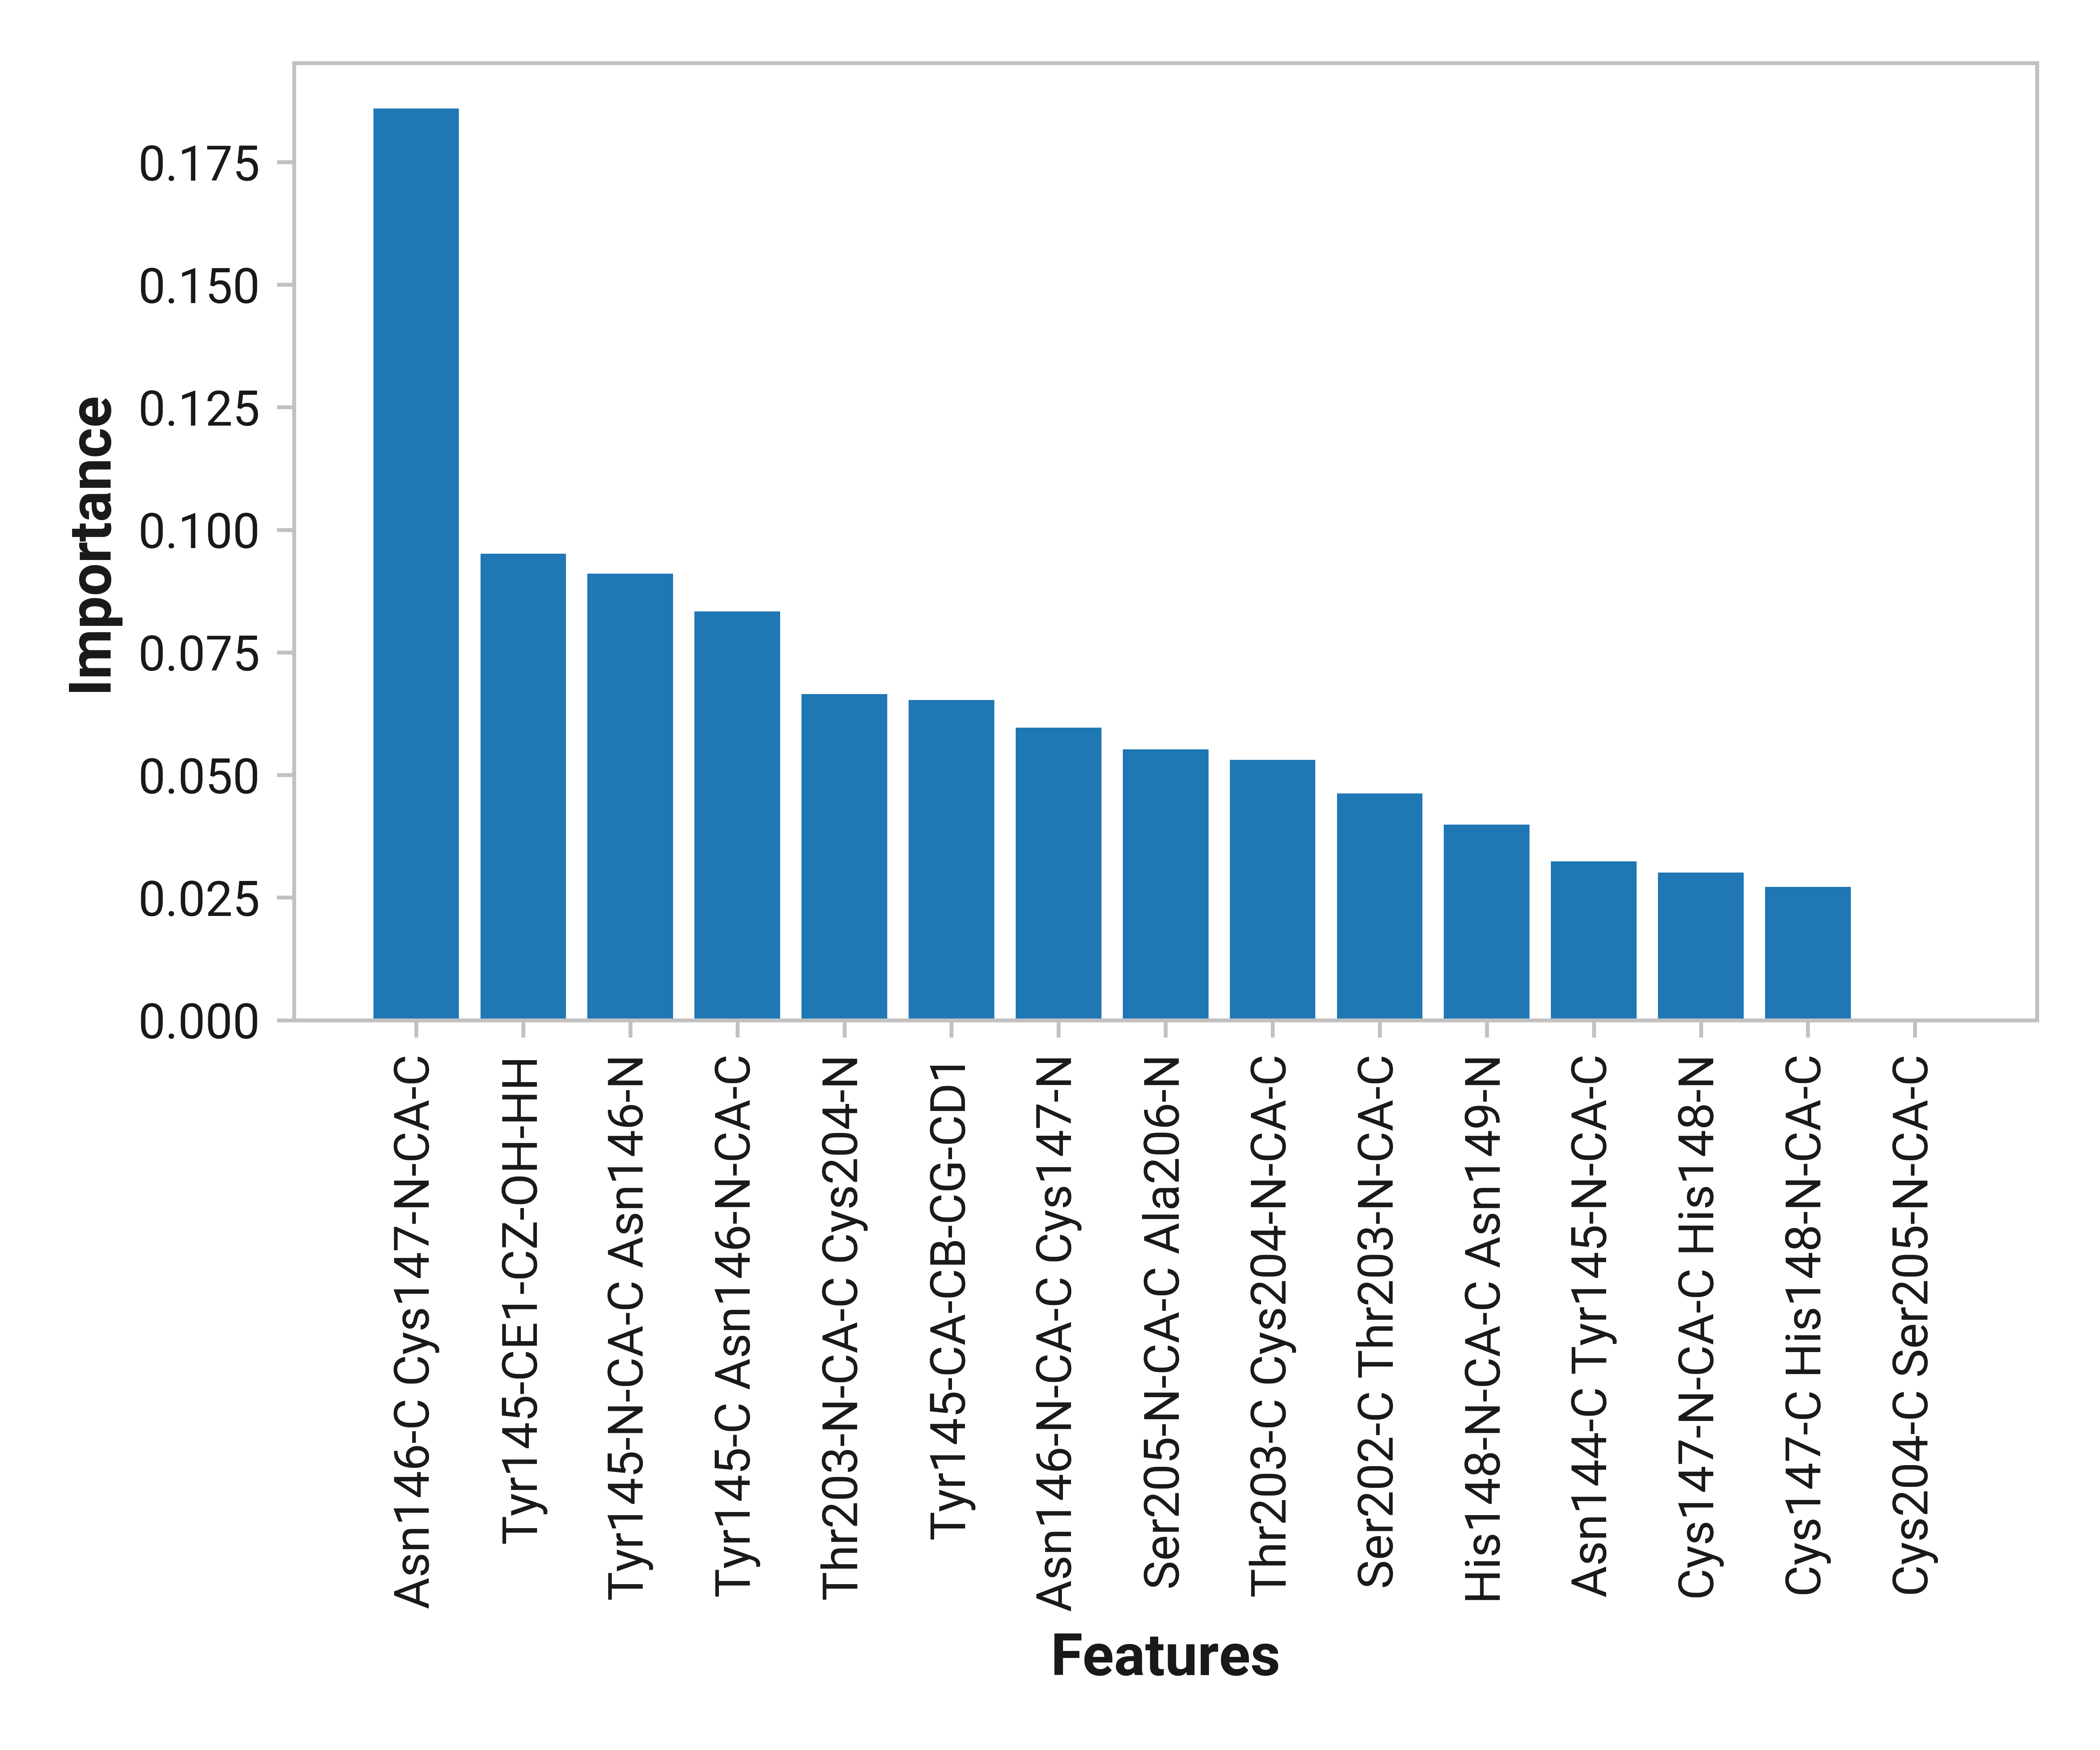 Importance
0.175
0.150
0.125
0.100
0.075
0.050
0.025
0.000
Asn146-C Cys147-N-CA-C
Tyr145-CE1-CZ-OH-HH
Tyr145-N-CA-C Asn146-N
Tyr145-C Asn146-N-CA-C
Thr203-N-CA-C Cys204-N
Tyr145-CA-CB-CG-CD1
Asn146-N-CA-C Cys147-N
Ser205-N-CA-C Ala206-N
Thr203-C Cys204-N-CA-C
Ser202-C Thr203-N-CA-C
His148-N-CA-C Asn149-N
Asn144-C Tyr145-N-CA-C
Cys147-N-CA-C His148-N
Cys147-C His148-N-CA-C
Cys204-C Ser205-N-CA-C
Features